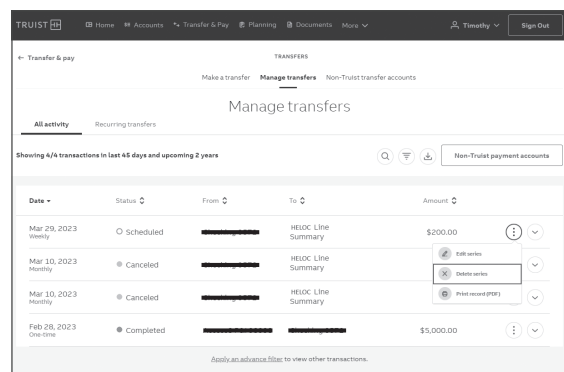 TRUIST Home Accounts Transfer & Pay Planning Documents More Timothy Sign Out
← Transfer & pay
TRANSFERS
Make a transfer Manage transfers Non-Truist transfer accounts
Manage transfers
All activity Recurring transfers
Showing 4/4 transactions in last 45 days and upcoming 2 years
Non-Truist payment accounts
Date Status From To Amount
Mar 29, 2023 Scheduled HELOC Line $200.00
Weekly Summary
Edit series
Mar 10, 2023 Canceled HELOC Line
Monthly Summary
Delete series
Mar 10, 2023 Canceled HELOC Line
Monthly Summary
Print record (PDF)
Feb 28, 2023 Completed $5,000.00
One-time
Apply an advance filter to view other transactions.